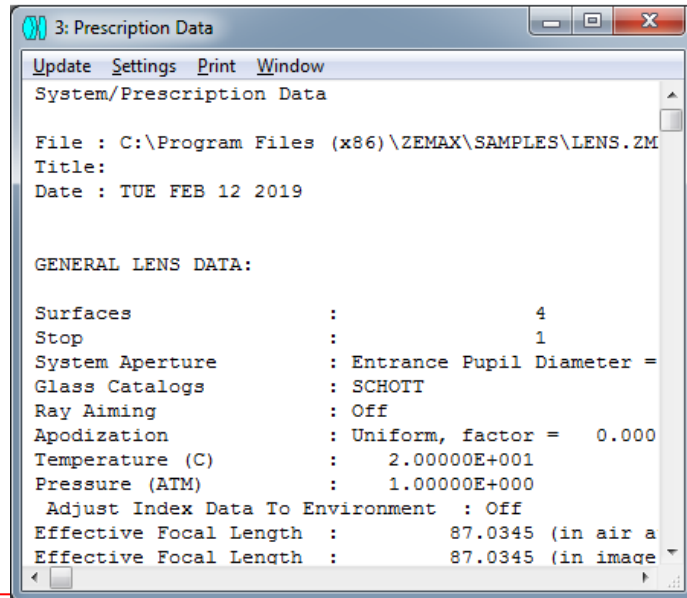 3: Prescription Data
Update Settings Print Window
System/Prescription Data
File : C:\Program Files (x86)\ZEMAX\SAMPLES\LENS.ZM
Title:
Date : TUE FEB 12 2019
GENERAL LENS DATA:
Surfaces : 4
Stop : 1
System Aperture : Entrance Pupil Diameter =
Glass Catalogs : SCHOTT
Ray Aiming : Off
Apodization : Uniform, factor = 0.000
Temperature (C) : 2.00000E+001
Pressure (ATM) : 1.00000E+000
Adjust Index Data To Environment : Off
Effective Focal Length : 87.0345 (in air a
Effective Focal Length : 87.0345 (in image